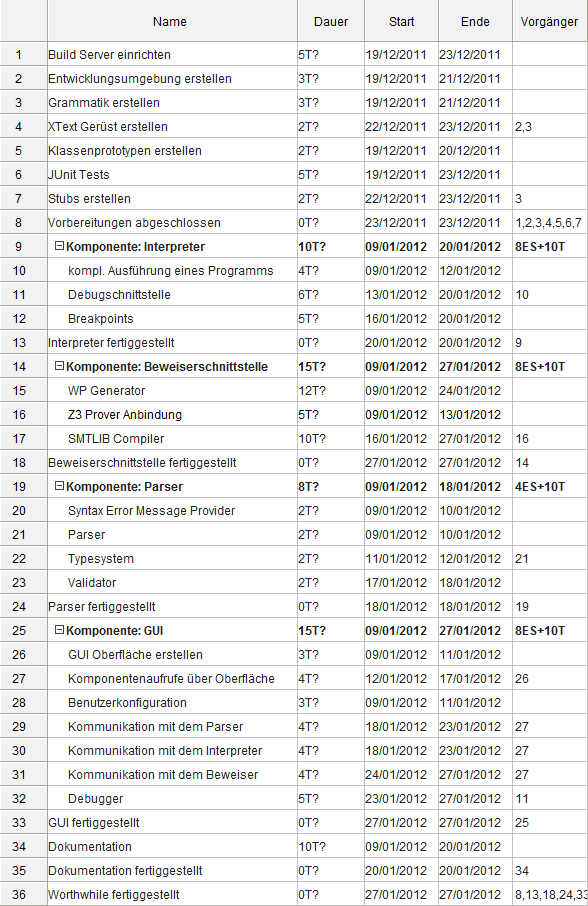 Name Dauer Start Ende Vorgänger
1 Build Server einrichten 5T? 19/12/2011 23/12/2011
2 Entwicklungsumgebung erstellen 3T? 19/12/2011 21/12/2011
3 Grammatik erstellen 3T? 19/12/2011 21/12/2011
4 XText Gerüst erstellen 2T? 22/12/2011 23/12/2011 2,3
5 Klassenprototypen erstellen 2T? 19/12/2011 20/12/2011
6 JUnit Tests 5T? 19/12/2011 23/12/2011
7 Stubs erstellen 2T? 22/12/2011 23/12/2011 3
8 Vorbereitungen abgeschlossen 0T? 23/12/2011 23/12/2011 1,2,3,4,5,6,7
9 Komponente: Interpreter 10T? 09/01/2012 20/01/2012 8ES+10T
10 kompl. Ausführung eines Programms 4T? 09/01/2012 12/01/2012
11 Debugschnittstelle 6T? 13/01/2012 20/01/2012 10
12 Breakpoints 5T? 16/01/2012 20/01/2012
13 Interpreter fertiggestellt 0T? 20/01/2012 20/01/2012 9
14 Komponente: Beweiserschnittstelle 15T? 09/01/2012 27/01/2012 8ES+10T
15 WP Generator 12T? 09/01/2012 24/01/2012
16 Z3 Prover Anbindung 5T? 09/01/2012 13/01/2012
17 SMTLIB Compiler 10T? 16/01/2012 27/01/2012 16
18 Beweiserschnittstelle fertiggestellt 0T? 27/01/2012 27/01/2012 14
19 Komponente: Parser 8T? 09/01/2012 18/01/2012 4ES+10T
20 Syntax Error Message Provider 2T? 09/01/2012 10/01/2012
21 Parser 2T? 09/01/2012 10/01/2012
22 Typesystem 2T? 11/01/2012 12/01/2012 21
23 Validator 2T? 17/01/2012 18/01/2012
24 Parser fertiggestellt 0T? 18/01/2012 18/01/2012 19
25 Komponente: GUI 15T? 09/01/2012 27/01/2012 8ES+10T
26 GUI Oberfläche erstellen 3T? 09/01/2012 11/01/2012
27 Komponentenaufrufe über Oberfläche 4T? 12/01/2012 17/01/2012 26
28 Benutzerkonfiguration 3T? 09/01/2012 11/01/2012
29 Kommunikation mit dem Parser 4T? 18/01/2012 23/01/2012 27
30 Kommunikation mit dem Interpreter 4T? 18/01/2012 23/01/2012 27
31 Kommunikation mit dem Beweiser 4T? 24/01/2012 27/01/2012 27
32 Debugger 5T? 23/01/2012 27/01/2012 11
33 GUI fertiggestellt 0T? 27/01/2012 27/01/2012 25
34 Dokumentation 10T? 09/01/2012 20/01/2012
35 Dokumentation fertiggestellt 0T? 20/01/2012 20/01/2012 34
36 Worthwhile fertiggestellt 0T? 27/01/2012 27/01/2012 8,13,18,24,33